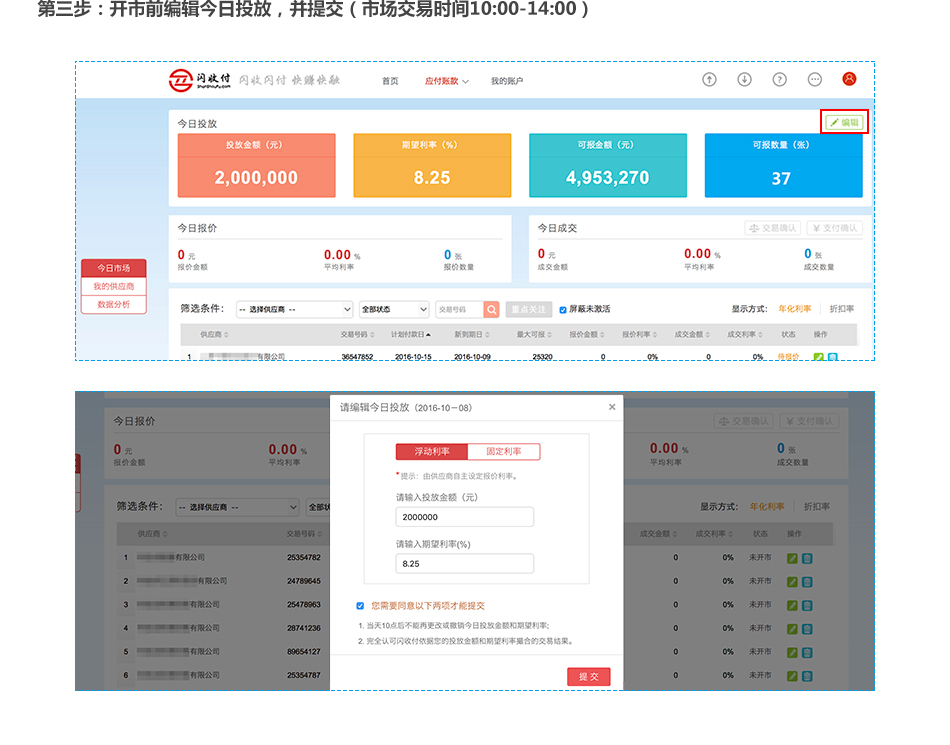 第三步：开市前编辑今日投放，并提交（市场交易时间10:00-14:00）
闪收付 闪收闪付 快赚快融 首页 应付账款 我的账户
今日投放 编辑
投放金额（元） 期望利率（%） 可报金额（元） 可报数量（张）
2,000,000 8.25 4,953,270 37
今日报价 今日成交 交易确认 ¥ 支付确认
0 元 0.00 % 0 张 0 元 0.00 % 0 张
报价金额 平均利率 报价数量 成交金额 平均利率 成交数量
今日市场
我的供应商
数据分析
筛选条件： -- 选择供应商 -- 全部状态 交易号码 重点关注 屏蔽未激活 显示方式： 年化利率 折扣率
供应商 交易号码 计划付款日 新到期日 最大可报 报价金额 报价利率 成交金额 成交利率 状态 操作
1 有限公司 36547852 2016-10-15 2016-10-09 25320 0 0% 0 0% 待报价
请编辑今日投放（2016-10－08） ×
今日报价 交易确认 ¥ 支付确认
0 元 0.00 % 0.00 % 0 张
报价金额 平均利率 平均利率 成交数量
浮动利率 固定利率
*提示：由供应商自主设定报价利率。
请输入投放金额（元）
2000000
请输入期望利率(%)
8.25
您需要同意以下两项才能提交
1. 当天10点后不能再更改或撤销今日投放金额和期望利率;
2. 完全认可闪收付依据您的投放金额和期望利率撮合的交易结果。
提 交
筛选条件： -- 选择供应商 -- 全部状 显示方式： 年化利率 折扣率
供应商 交易号码 成交金额 成交利率 状态 操作
1 有限公司 25354782 0 0% 未开市
2 有限公司 24789645 0 0% 未开市
3 有限公司 25478963 0 0% 未开市
4 有限公司 28741236 0 0% 未开市
5 有限公司 89654127 0 0% 未开市
6 有限公司 25354787 0 0% 未开市